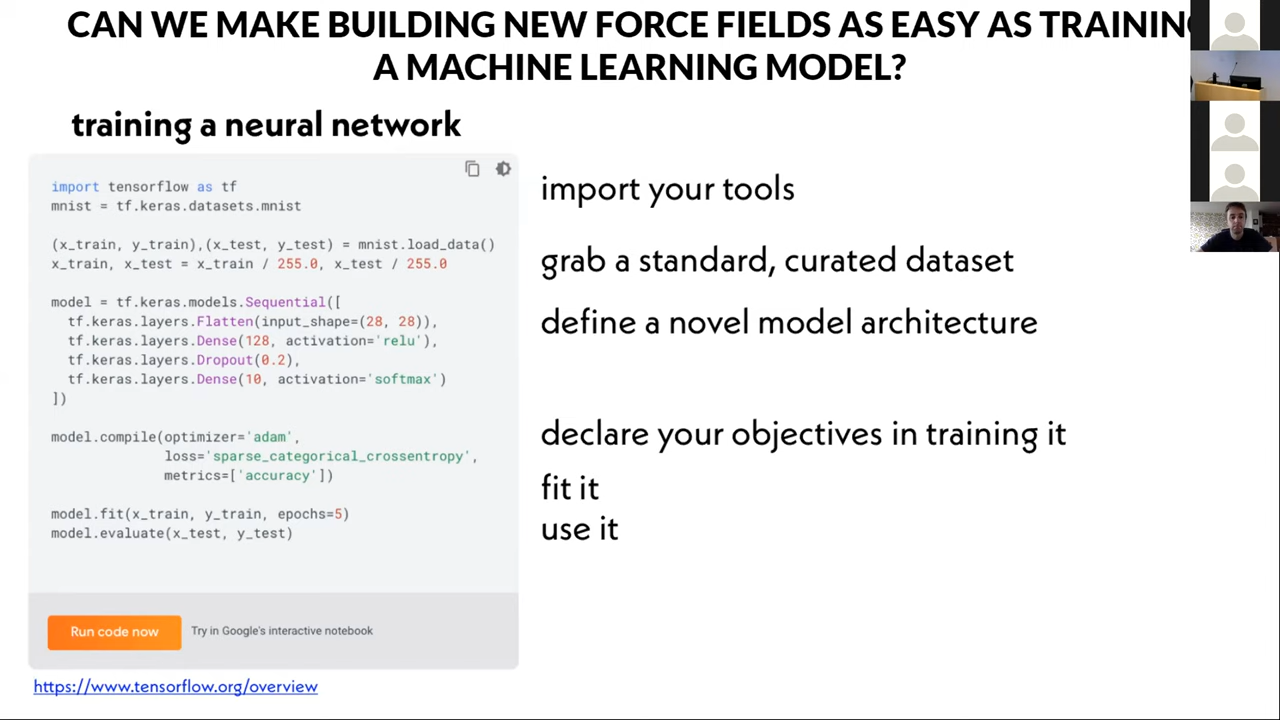 CAN WE MAKE BUILDING NEW FORCE FIELDS AS EASY AS TRAINING
A MACHINE LEARNING MODEL?
training a neural network
import tensorflow as tf
mnist = tf.keras.datasets.mnist
(x_train, y_train),(x_test, y_test) = mnist.load_data()
x_train, x_test = x_train / 255.0, x_test / 255.0
model = tf.keras.models.Sequential([
  tf.keras.layers.Flatten(input_shape=(28, 28)),
  tf.keras.layers.Dense(128, activation='relu'),
  tf.keras.layers.Dropout(0.2),
  tf.keras.layers.Dense(10, activation='softmax')
])
model.compile(optimizer='adam',
              loss='sparse_categorical_crossentropy',
              metrics=['accuracy'])
model.fit(x_train, y_train, epochs=5)
model.evaluate(x_test, y_test)
Run code now
Try in Google's interactive notebook
https://www.tensorflow.org/overview
import your tools
grab a standard, curated dataset
define a novel model architecture
declare your objectives in training it
fit it
use it